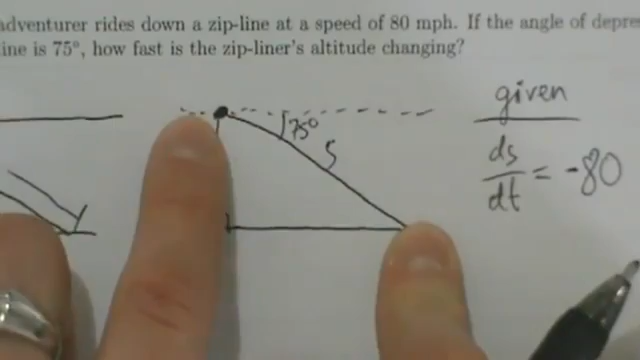 adventurer rides down a zip-line at a speed of 80 mph. If the angle of depre
ine is 75°, how fast is the zip-liner's altitude changing?
given
75°
S
ds/dt = -80